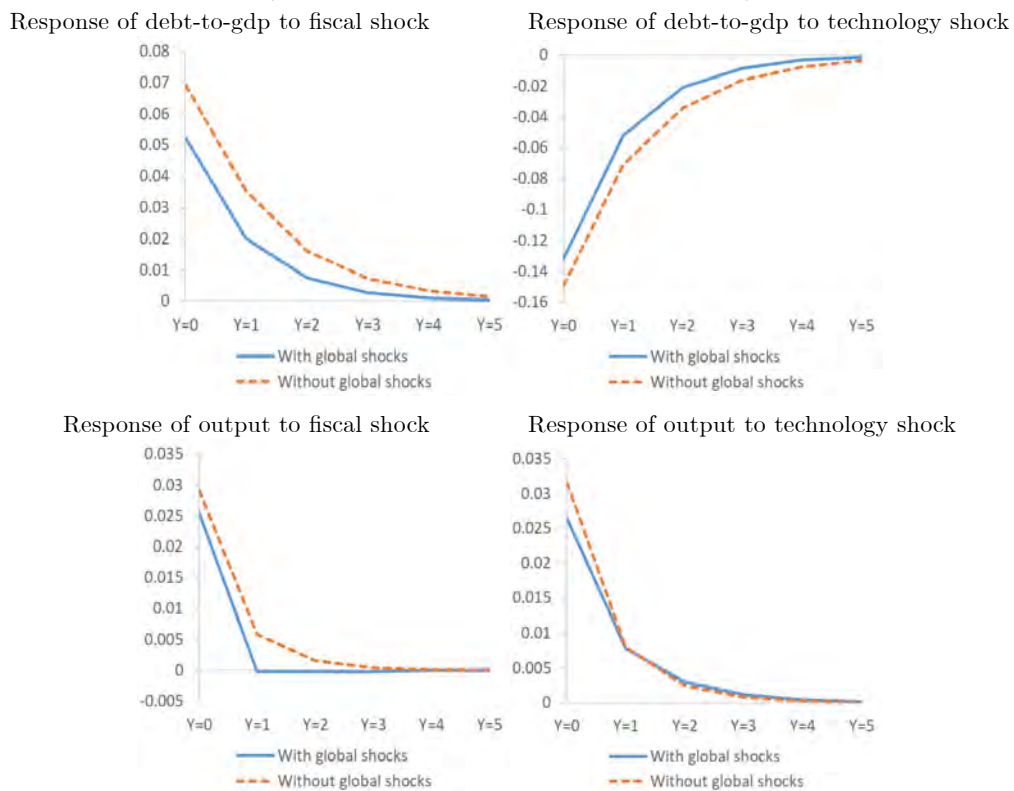 Response of debt-to-gdp to fiscal shock
0.08
0.07
0.06
0.05
0.04
0.03
0.02
0.01
0
Y=0 Y=1 Y=2 Y=3 Y=4 Y=5
With global shocks
Without global shocks
Response of debt-to-gdp to technology shock
0
-0.02
-0.04
-0.06
-0.08
-0.1
-0.12
-0.14
-0.16
Y=0 Y=1 Y=2 Y=3 Y=4 Y=5
With global shocks
Without global shocks
Response of output to fiscal shock
0.035
0.03
0.025
0.02
0.015
0.01
0.005
0
-0.005
Y=0 Y=1 Y=2 Y=3 Y=4 Y=5
With global shocks
Without global shocks
Response of output to technology shock
0.035
0.03
0.025
0.02
0.015
0.01
0.005
0
Y=0 Y=1 Y=2 Y=3 Y=4 Y=5
With global shocks
Without global shocks